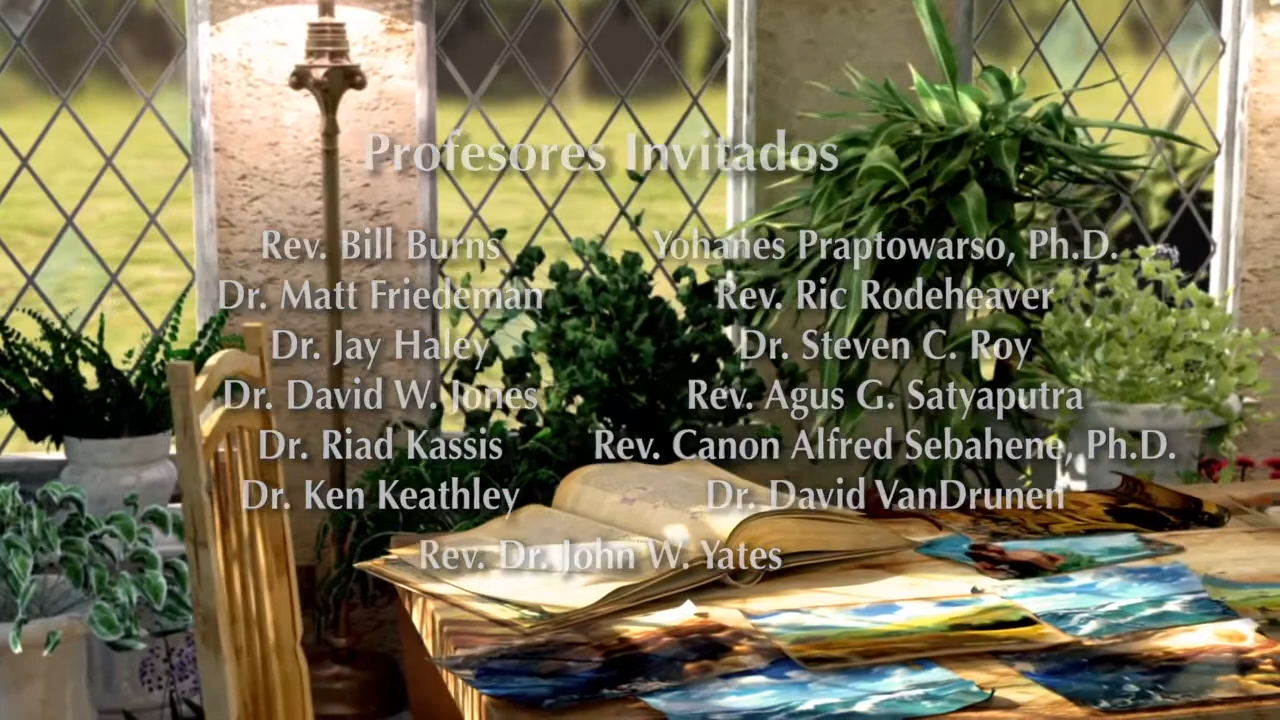 Profesores Invitados
Rev. Bill Burns
Dr. Matt Friedeman
Dr. Jay Haley
Dr. David W. Jones
Dr. Riad Kassis
Dr. Ken Keathley
Yohanes Praptowarso, Ph.D.
Rev. Ric Rodeheaver
Dr. Steven C. Roy
Rev. Agus G. Satyaputra
Rev. Canon Alfred Sebahene, Ph.D.
Dr. David VanDrunen
Rev. Dr. John W. Yates